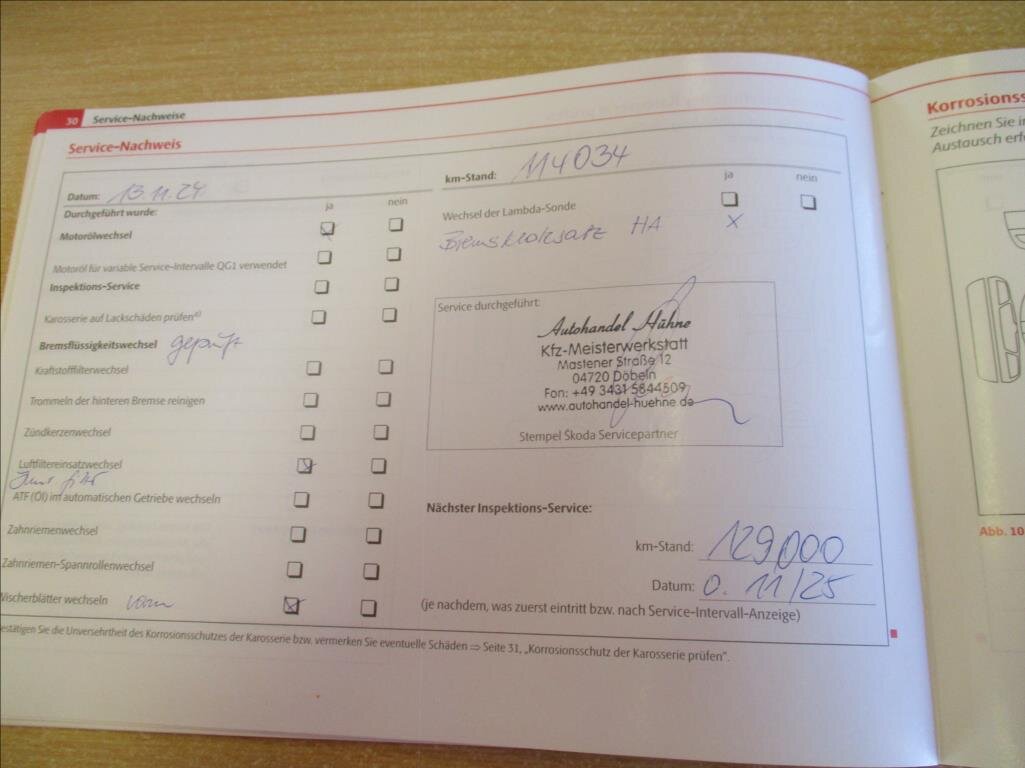 30 Service-Nachweise
Service-Nachweis
Datum: 13.11.24
km-Stand: 114034
Durchgeführt wurde:
ja nein
ja nein
Motorölwechsel
Motoröl für variable Service-Intervalle QG1 verwendet
Inspektions-Service
Karosserie auf Lackschäden prüfen a)
Bremsflüssigkeitswechsel geprüft
Kraftstofffilterwechsel
Trommeln der hinteren Bremse reinigen
Zündkerzenwechsel
Luftfiltereinsatzwechsel
ATF (Öl) im automatischen Getriebe wechseln
Zahnriemenwechsel
Zahnriemen-Spannrollenwechsel
Wischerblätter wechseln vorn
Wechsel der Lambda-Sonde
HA X
Service durchgeführt:
Autohandel Hühne
Kfz-Meisterwerkstatt
Mastener Straße 12
04720 Döbeln
Fon: +49 3431 5844509
www.autohandel-huehne.de
Stempel Škoda Servicepartner
Nächster Inspektions-Service:
km-Stand: 129000
Datum: 0. 11/25
(je nachdem, was zuerst eintritt bzw. nach Service-Intervall-Anzeige)
estätigen Sie die Unversehrtheit des Korrosionsschutzes der Karosserie bzw. vermerken Sie eventuelle Schäden ⇒ Seite 31, „Korrosionsschutz der Karosserie prüfen“.
Korrosionss
Zeichnen Sie i
Austausch erf
Abb. 10